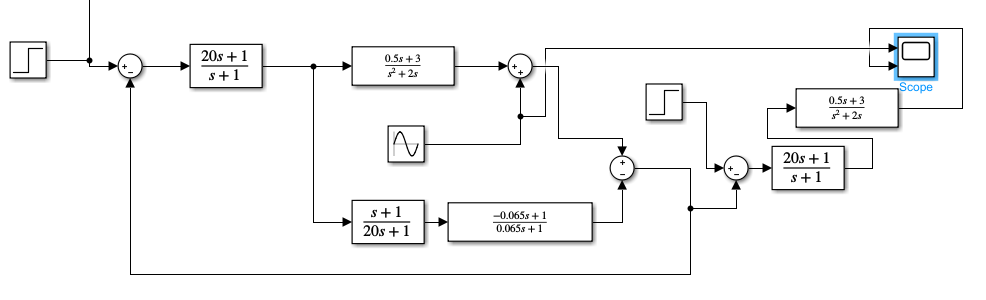 +
−
20s + 1
s + 1
0.5s + 3
s² + 2s
+
+
Scope
0.5s + 3
s² + 2s
+
−
+
−
20s + 1
s + 1
s + 1
20s + 1
−0.065s + 1
0.065s + 1